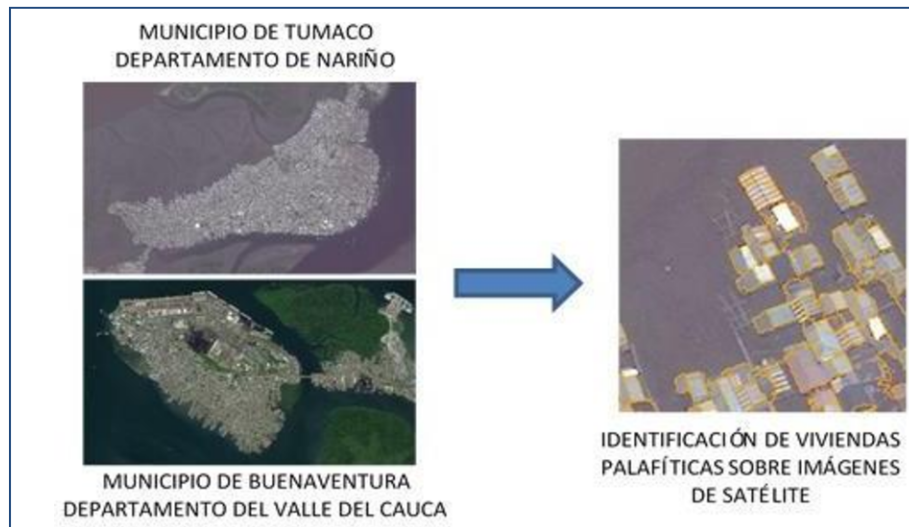 MUNICIPIO DE TUMACO
DEPARTAMENTO DE NARIÑO
MUNICIPIO DE BUENAVENTURA
DEPARTAMENTO DEL VALLE DEL CAUCA
IDENTIFICACIÓN DE VIVIENDAS
PALAFÍTICAS SOBRE IMÁGENES
DE SATÉLITE